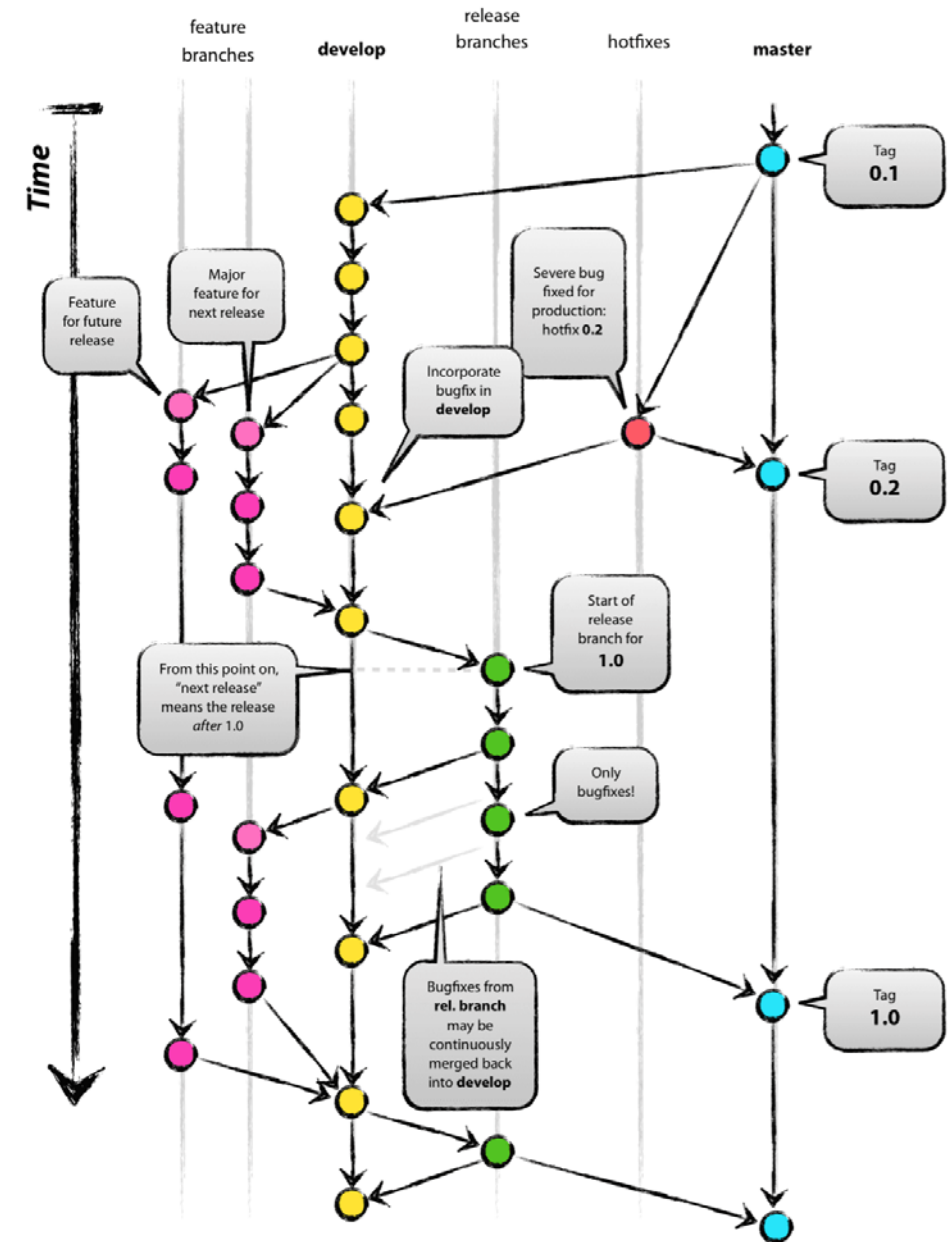 feature
branches
develop
release
branches
hotfixes
master
Time
Tag
0.1
Major
feature for
next release
Feature
for future
release
Severe bug
fixed for
production:
hotfix 0.2
Incorporate
bugfix in
develop
Tag
0.2
Start of
release
branch for
1.0
From this point on,
“next release”
means the release
after 1.0
Only
bugfixes!
Bugfixes from
rel. branch
may be
continuously
merged back
into develop
Tag
1.0